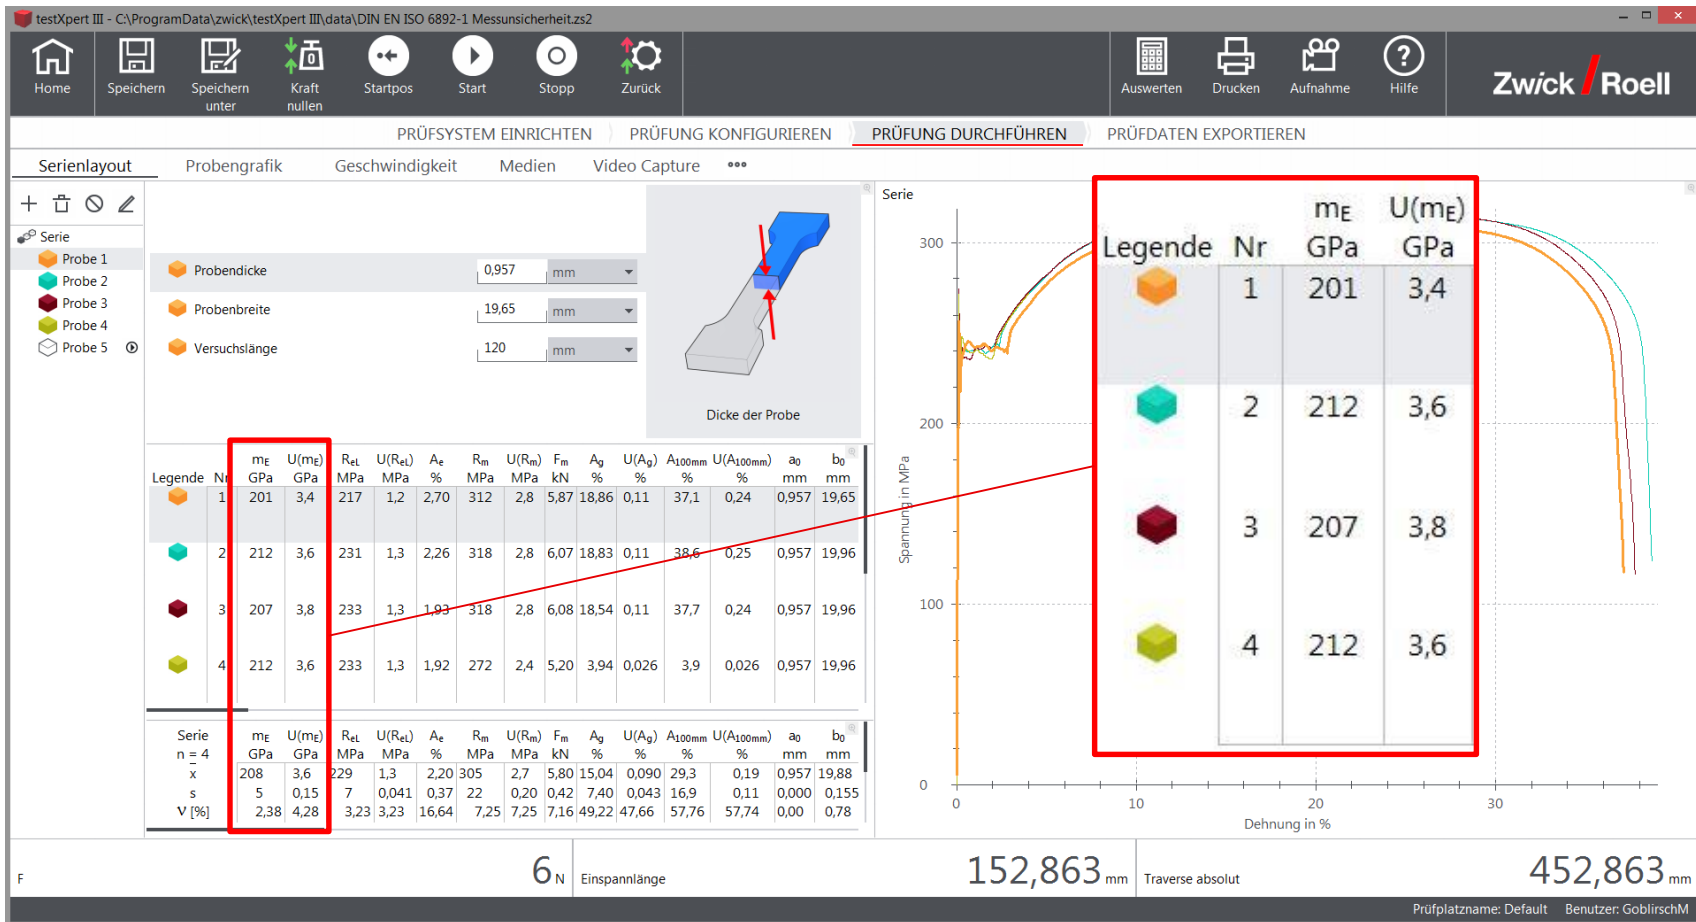 testXpert III - C:\ProgramData\zwick\testXpert III\data\DIN EN ISO 6892-1 Messunsicherheit.zs2
Home Speichern Speichern unter Kraft nullen Startpos Start Stopp Zurück Auswerten Drucken Aufnahme Hilfe Zwick Roell
PRÜFSYSTEM EINRICHTEN PRÜFUNG KONFIGURIEREN PRÜFUNG DURCHFÜHREN PRÜFDATEN EXPORTIEREN
Serienlayout Probengrafik Geschwindigkeit Medien Video Capture
Serie
Probe 1
Probe 2
Probe 3
Probe 4
Probe 5
Probendicke 0,957 mm
Probenbreite 19,65 mm
Versuchslänge 120 mm
Dicke der Probe
Legende Nr mE U(mE) ReL U(ReL) Ae Rm U(Rm) Fm Ag U(Ag) A100mm U(A100mm) a0 b0
GPa GPa MPa MPa % MPa MPa kN % % % % mm mm
1 201 3,4 217 1,2 2,70 312 2,8 5,87 18,86 0,11 37,1 0,24 0,957 19,65
2 212 3,6 231 1,3 2,26 318 2,8 6,07 18,83 0,11 38,6 0,25 0,957 19,96
3 207 3,8 233 1,3 1,93 318 2,8 6,08 18,54 0,11 37,7 0,24 0,957 19,96
4 212 3,6 233 1,3 1,92 272 2,4 5,20 3,94 0,026 3,9 0,026 0,957 19,96
Serie mE U(mE) ReL U(ReL) Ae Rm U(Rm) Fm Ag U(Ag) A100mm U(A100mm) a0 b0
n = 4 GPa GPa MPa MPa % MPa MPa kN % % % % mm mm
x̄ 208 3,6 229 1,3 2,20 305 2,7 5,80 15,04 0,090 29,3 0,19 0,957 19,88
s 5 0,15 7 0,041 0,37 22 0,20 0,42 7,40 0,043 16,9 0,11 0,000 0,155
ν [%] 2,38 4,28 3,23 3,23 16,64 7,25 7,25 7,16 49,22 47,66 57,76 57,74 0,00 0,78
Serie
Spannung in MPa
300
200
100
0
0 10 20 30
Dehnung in %
Legende Nr mE U(mE)
GPa GPa
1 201 3,4
2 212 3,6
3 207 3,8
4 212 3,6
F 6 N Einspannlänge 152,863 mm Traverse absolut 452,863 mm
Prüfplatzname: Default Benutzer: GoblirschM